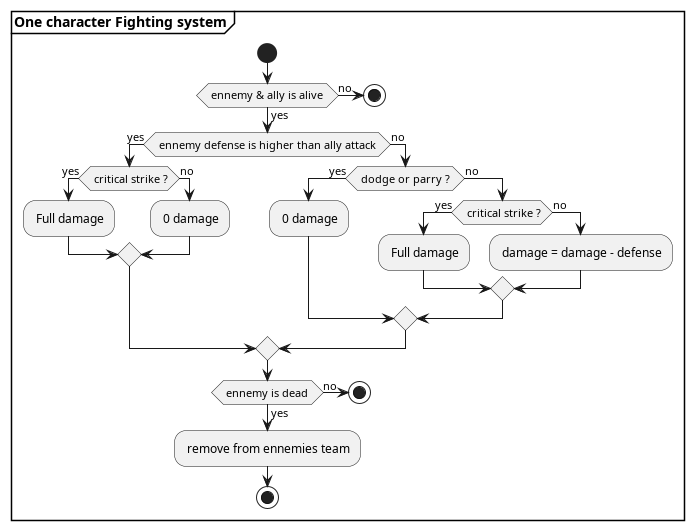 One character Fighting system
ennemy & ally is alive
no
yes
ennemy defense is higher than ally attack
yes
no
critical strike ?
yes
no
Full damage
0 damage
dodge or parry ?
yes
no
0 damage
critical strike ?
yes
no
Full damage
damage = damage - defense
ennemy is dead
no
yes
remove from ennemies team